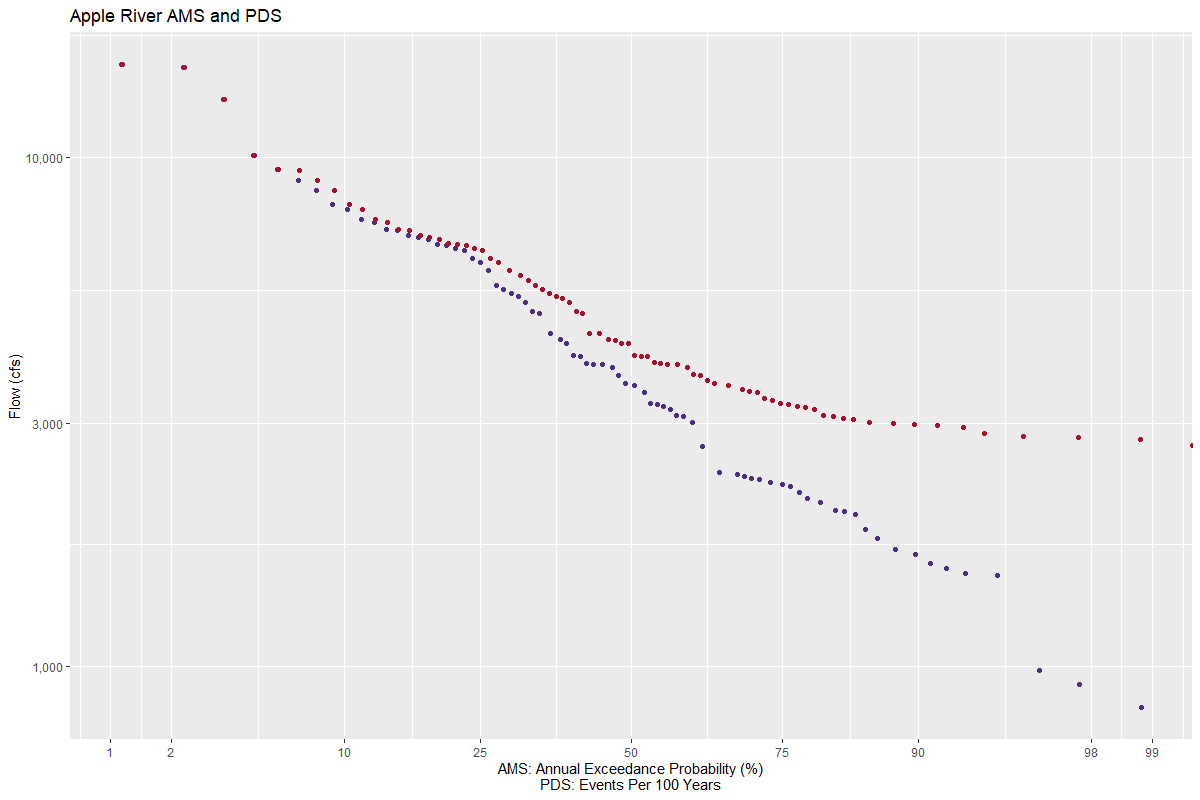 Apple River AMS and PDS
10,000
3,000
1,000
Flow (cfs)
1 2 10 25 50 75 90 98 99
AMS: Annual Exceedance Probability (%)
PDS: Events Per 100 Years